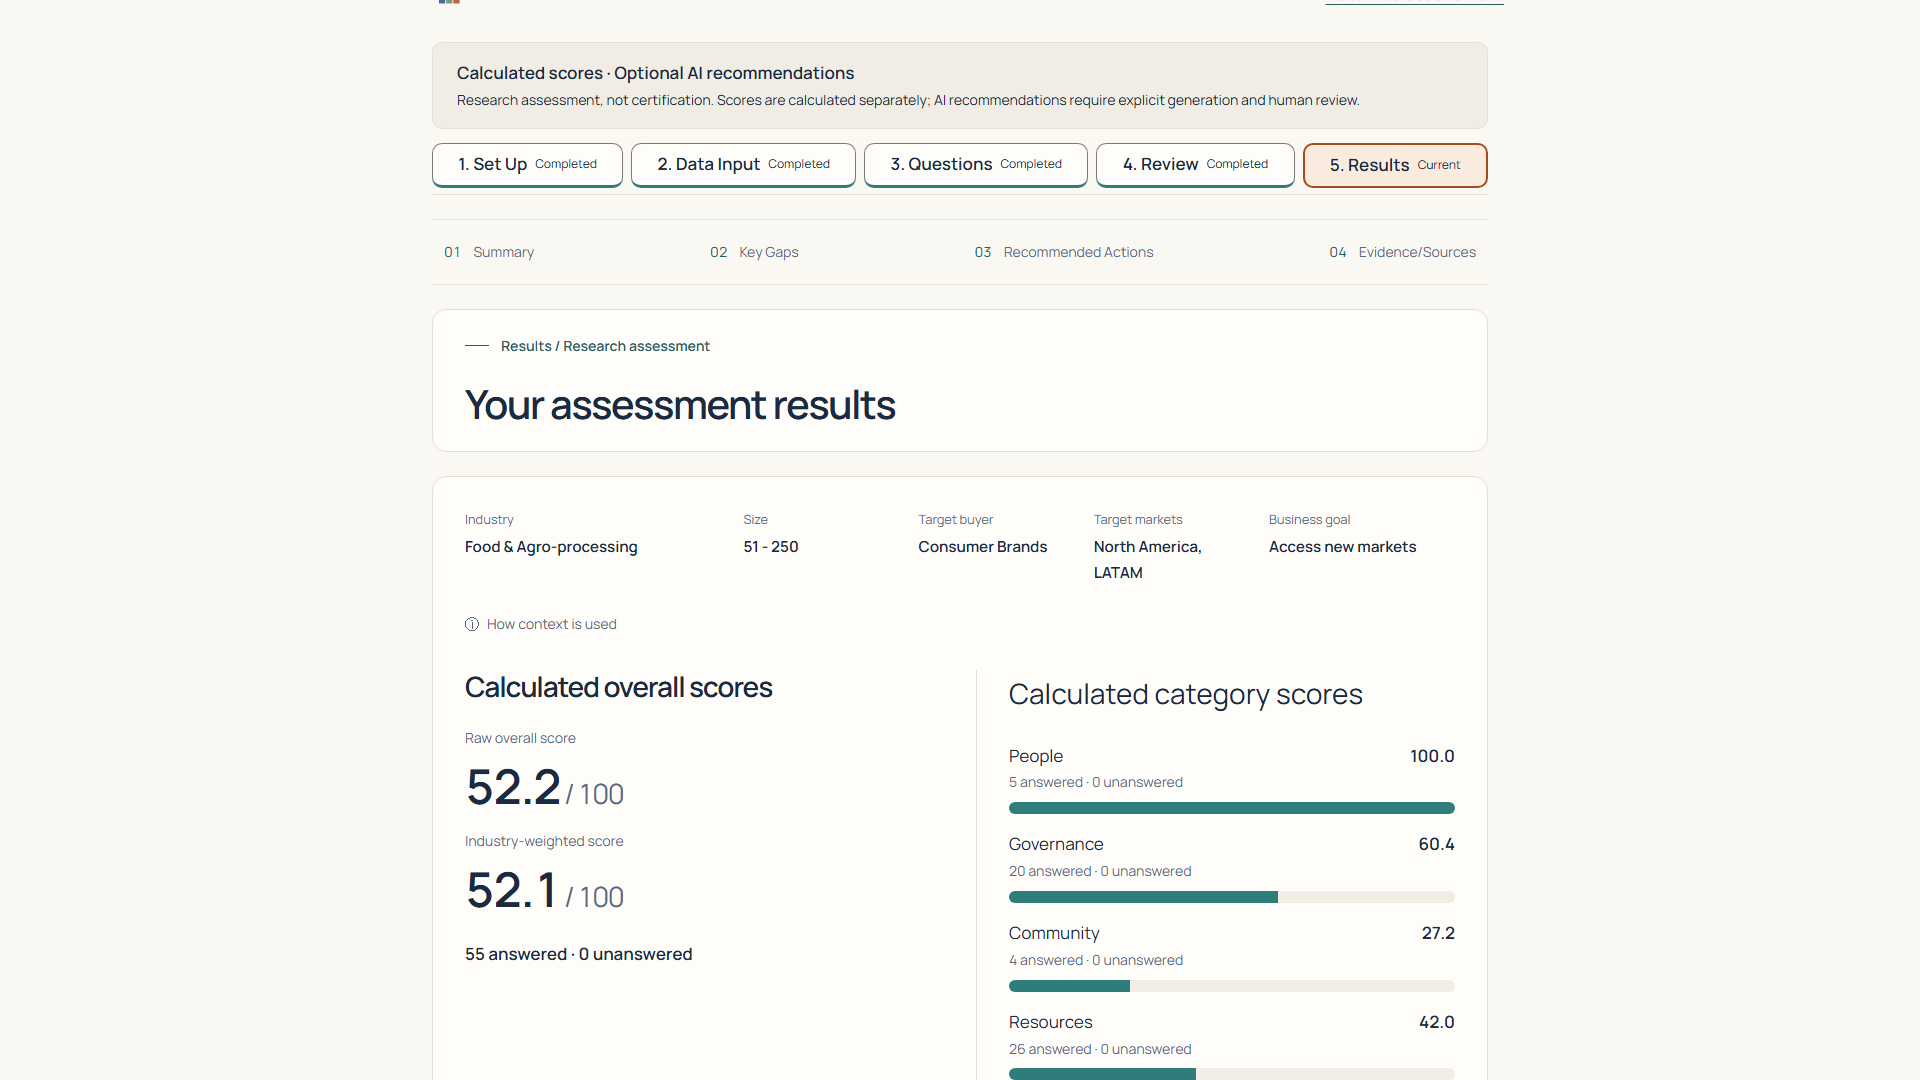 Calculated scores · Optional AI recommendations
Research assessment, not certification. Scores are calculated separately; AI recommendations require explicit generation and human review.
1. Set Up Completed
2. Data Input Completed
3. Questions Completed
4. Review Completed
5. Results Current
01 Summary
02 Key Gaps
03 Recommended Actions
04 Evidence/Sources
Results / Research assessment
Your assessment results
Industry
Food & Agro-processing
Size
51 - 250
Target buyer
Consumer Brands
Target markets
North America,
LATAM
Business goal
Access new markets
How context is used
Calculated overall scores
Raw overall score
52.2 / 100
Industry-weighted score
52.1 / 100
55 answered · 0 unanswered
Calculated category scores
People 100.0
5 answered · 0 unanswered
Governance 60.4
20 answered · 0 unanswered
Community 27.2
4 answered · 0 unanswered
Resources 42.0
26 answered · 0 unanswered